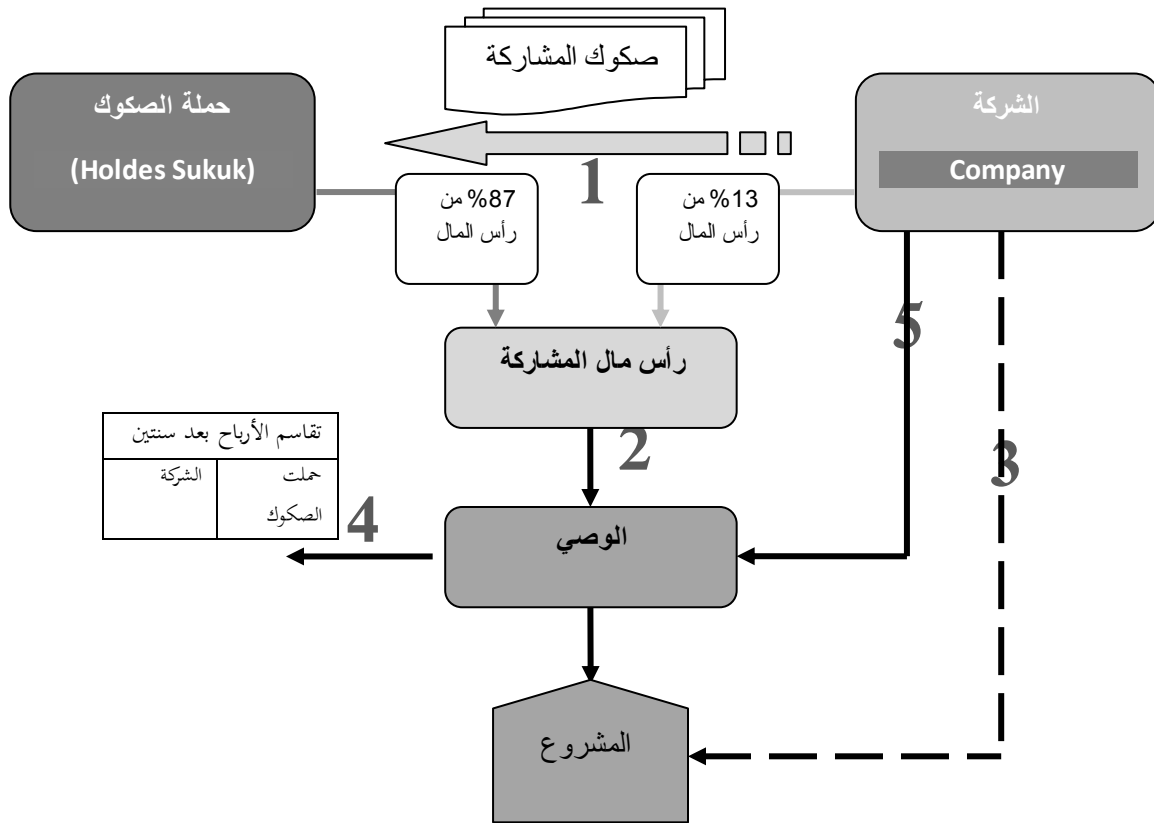 صكوك المشاركة
الشركة
Company
حملة الصكوك
(Holdes Sukuk)
1
%13 من
رأس المال
%87 من
رأس المال
رأس مال المشاركة
5
2
3
تقاسم الأرباح بعد سنتين
حملت
الصكوك
الشركة
4
الوصي
المشروع